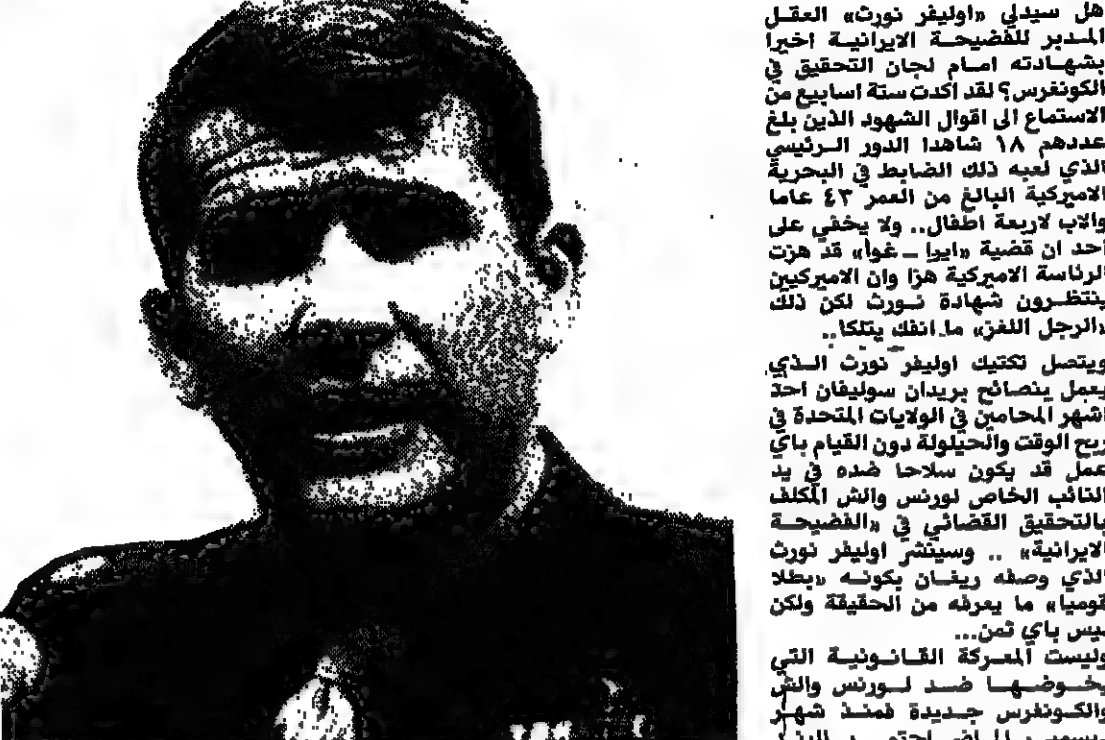 هل سيدلي «اوليفر نورث» العقل
المدبر للفضيحة الايرانية اخيرا
بشهادته امام لجان التحقيق في
الكونغرس؟ لقد اكدت ستة اسابيع من
الاستماع الى اقوال الشهود الذين بلغ
عددهم ١٨ شاهدا الدور الرئيسي
الذي لعبه ذلك الضابط في البحرية
الاميركية البالغ من العمر ٤٣ عاما
والاب لاربعة اطفال.. ولا يخفى على
احد ان قضية «ايرا ـ غوا» قد هزت
الرئاسة الاميركية هزا وان الاميركيين
ينتظرون شهادة نورث لكن ذلك
«الرجل اللغز» ما انفك يتلكا..
ويتصل تكتيك اوليفر نورث الذي
يعمل بنصائح بريدان سوليفان احد
اشهر المحامين في الولايات المتحدة في
ربح الوقت والحيلولة دون القيام باي
عمل قد يكون سلاحا ضده في يد
النائب الخاص لورنس والش المكلف
بالتحقيق القضائي في «الفضيحة
الايرانية» .. وسينشر اوليفر نورث
الذي وصفه ريغان بكونه «بطلا
قوميا» ما يعرفه من الحقيقة ولكن
ليس باي ثمن...
وليست المعركة القانونية التي
يخوضها ضد لورنس والش
والكونغرس جديدة فمنذ شهر